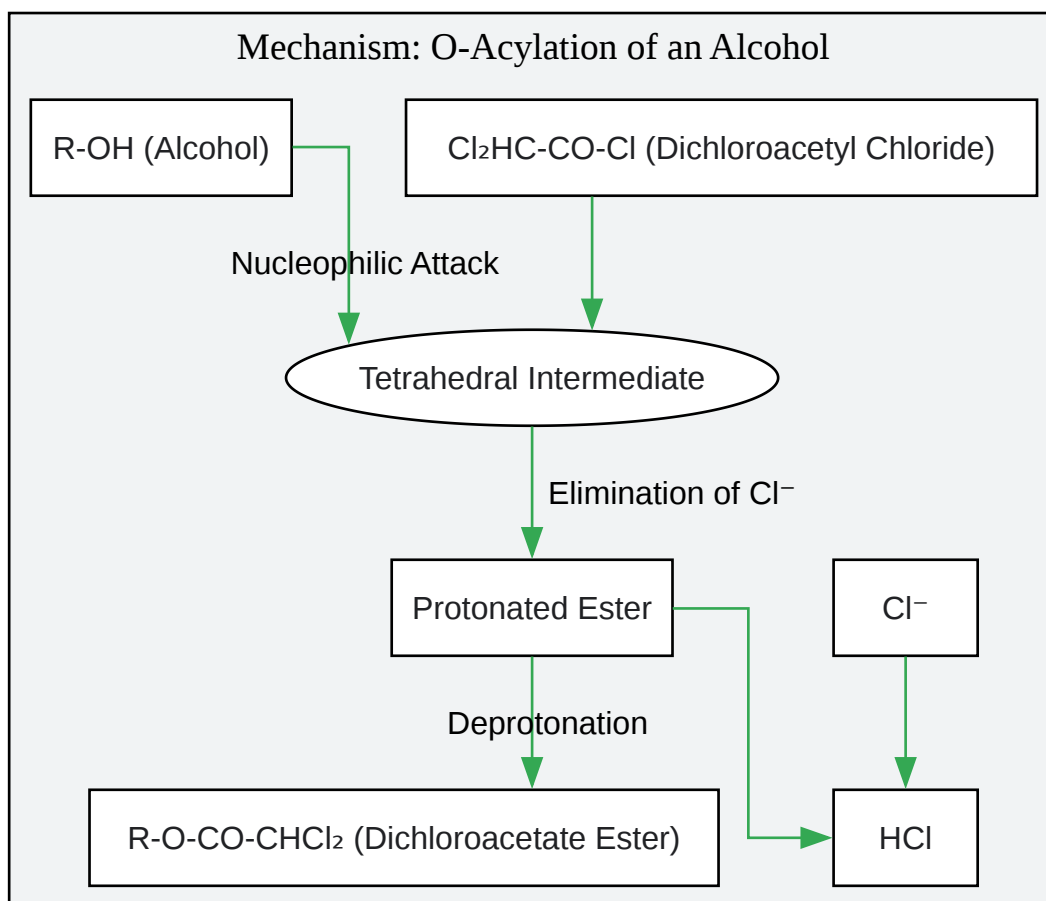 Mechanism: O-Acylation of an Alcohol
R-OH (Alcohol)
Cl₂HC-CO-Cl (Dichloroacetyl Chloride)
Nucleophilic Attack
Tetrahedral Intermediate
Elimination of Cl⁻
Protonated Ester
Cl⁻
Deprotonation
R-O-CO-CHCl₂ (Dichloroacetate Ester)
HCl